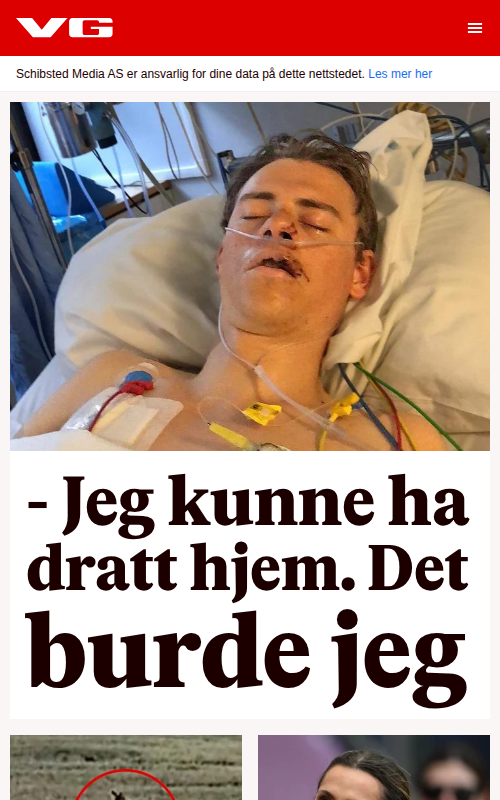 VG
Schibsted Media AS er ansvarlig for dine data på dette nettstedet. Les mer her
- Jeg kunne ha
dratt hjem. Det
burde jeg